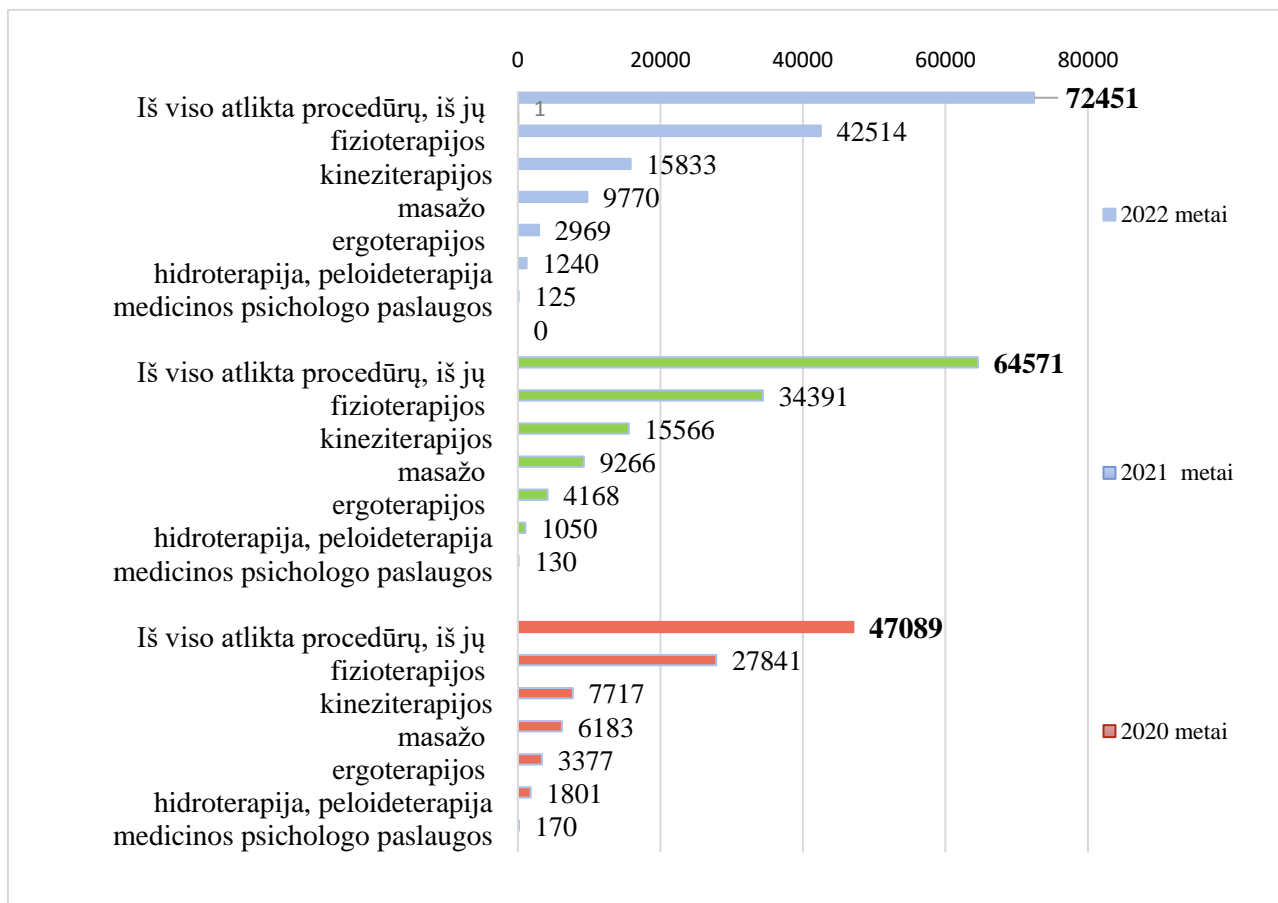 0 20000 40000 60000 80000
Iš viso atlikta procedūrų, iš jų 72451
1
fizioterapijos 42514
kineziterapijos 15833
masažo 9770
ergoterapijos 2969
hidroterapija, peloideterapija 1240
medicinos psichologo paslaugos 125
0
2022 metai
Iš viso atlikta procedūrų, iš jų 64571
fizioterapijos 34391
kineziterapijos 15566
masažo 9266
ergoterapijos 4168
hidroterapija, peloideterapija 1050
medicinos psichologo paslaugos 130
2021 metai
Iš viso atlikta procedūrų, iš jų 47089
fizioterapijos 27841
kineziterapijos 7717
masažo 6183
ergoterapijos 3377
hidroterapija, peloideterapija 1801
medicinos psichologo paslaugos 170
2020 metai